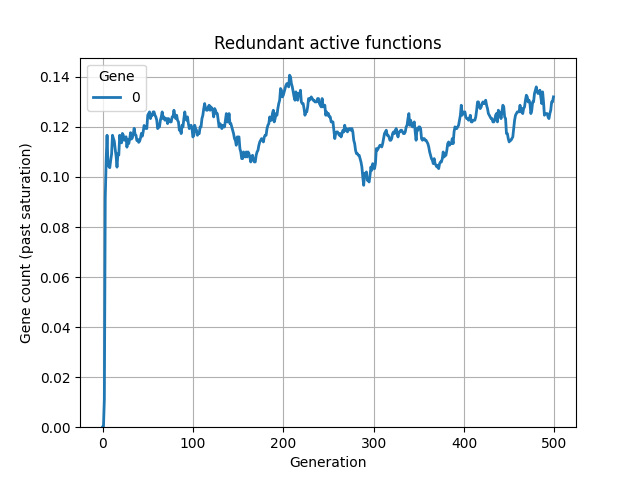 Redundant active functions
Gene
0
Gene count (past saturation)
0.14
0.12
0.10
0.08
0.06
0.04
0.02
0.00
0 100 200 300 400 500
Generation